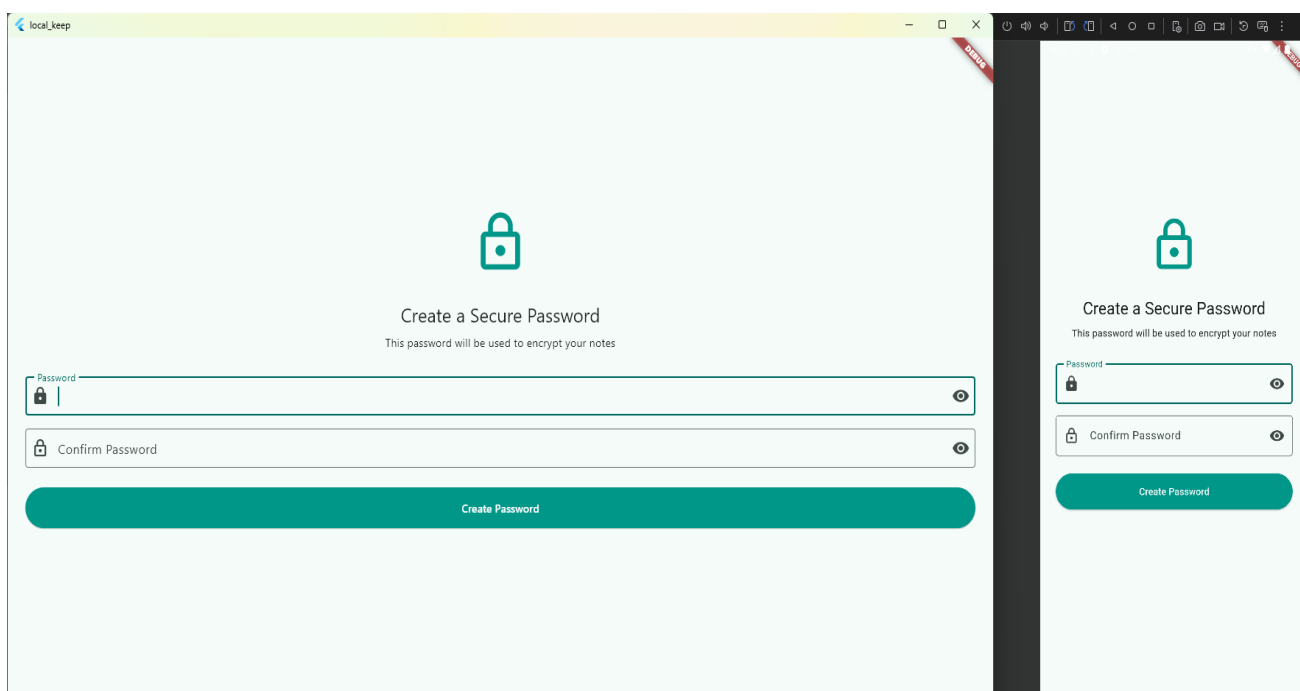 local_keep
DEBUG
Create a Secure Password
This password will be used to encrypt your notes
Password
Confirm Password
Create Password
DEBUG
Create a Secure Password
This password will be used to encrypt your notes
Password
Confirm Password
Create Password